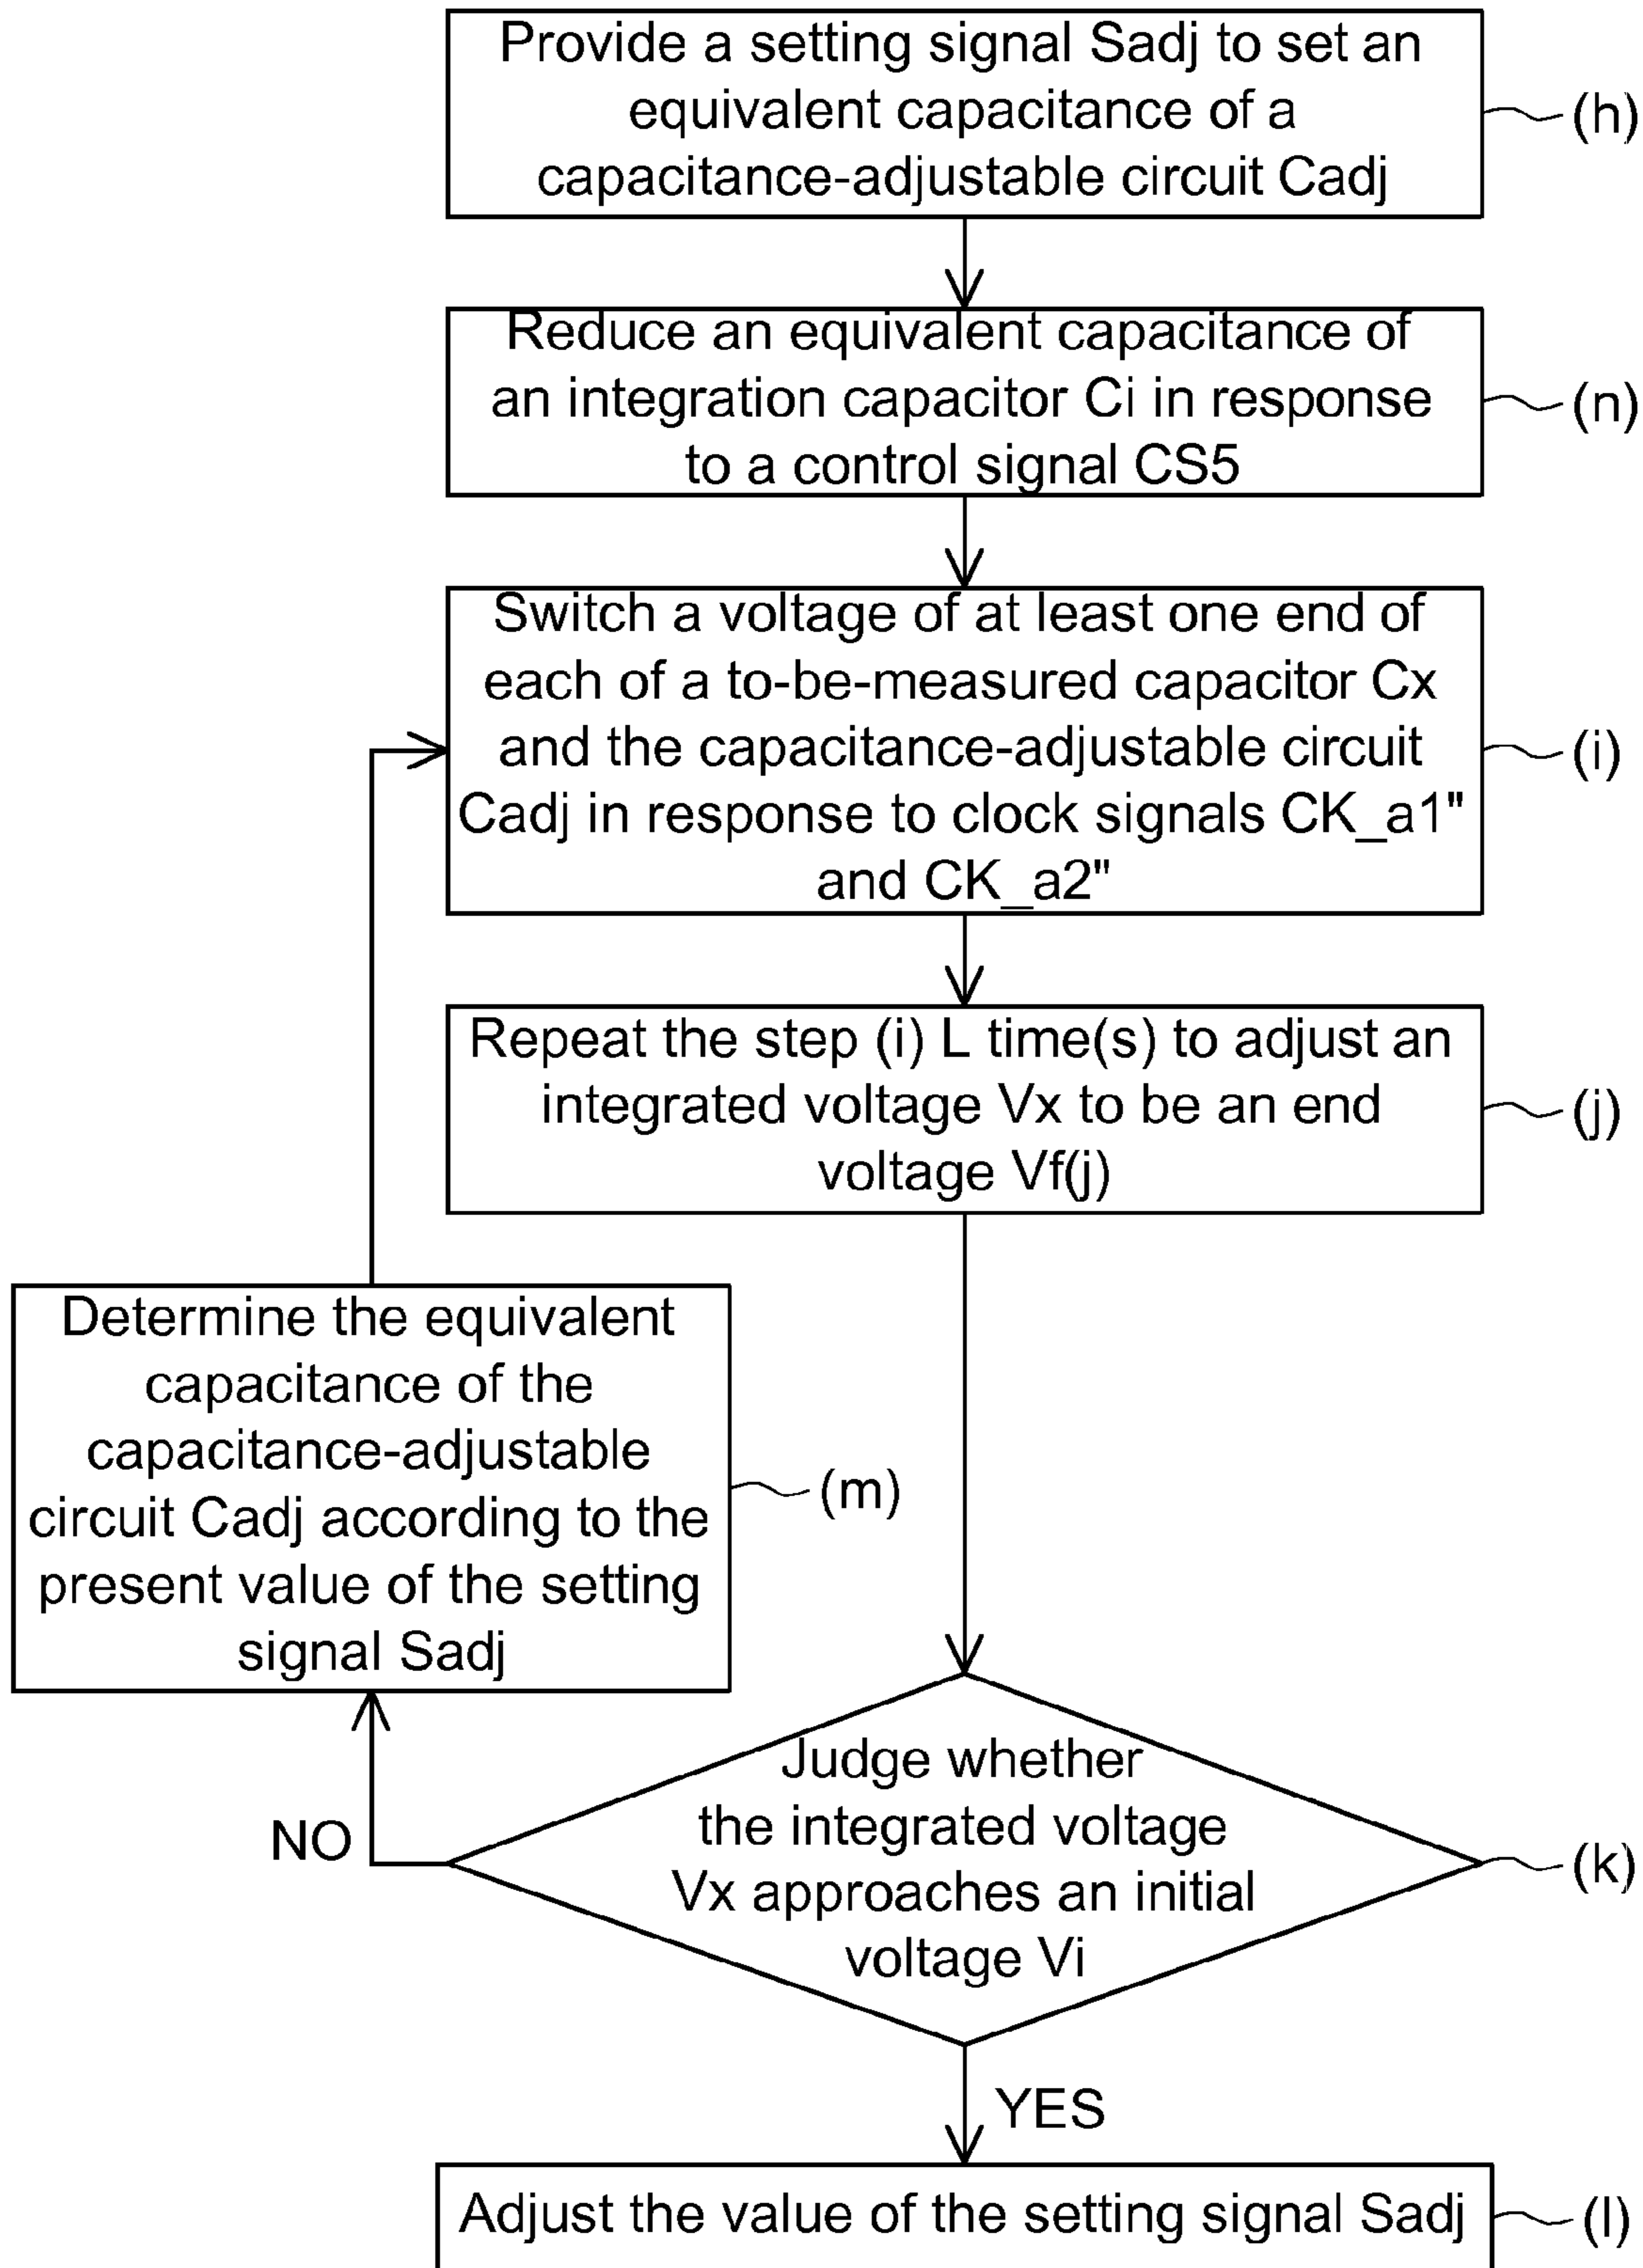 Provide a setting signal Sadj to set an
equivalent capacitance of a
capacitance-adjustable circuit Cadj
(h)
Reduce an equivalent capacitance of
an integration capacitor Ci in response
to a control signal CS5
(n)
Switch a voltage of at least one end of
each of a to-be-measured capacitor Cx
and the capacitance-adjustable circuit
Cadj in response to clock signals CK_a1"
and CK_a2"
(i)
Repeat the step (i) L time(s) to adjust an
integrated voltage Vx to be an end
voltage Vf(j)
(j)
Determine the equivalent
capacitance of the
capacitance-adjustable
circuit Cadj according to the
present value of the setting
signal Sadj
(m)
Judge whether
the integrated voltage
Vx approaches an initial
voltage Vi
(k)
NO
YES
Adjust the value of the setting signal Sadj
(l)